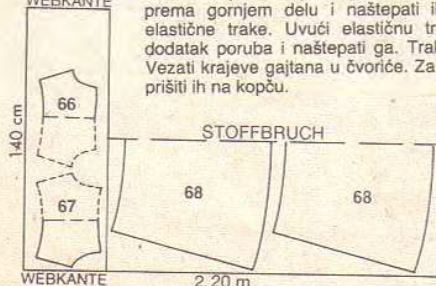 WEBKANTE
prema gornjem delu i naštepati i
elastične trake. Uvući elastičnu tr
dodatak poruba i naštepati ga. Tral
Vezati krajeve gajtana u čvoriće. Za
prišiti ih na kopču.
STOFFBRUCH
140 cm
66
67
68
68
WEBKANTE
2,20 m